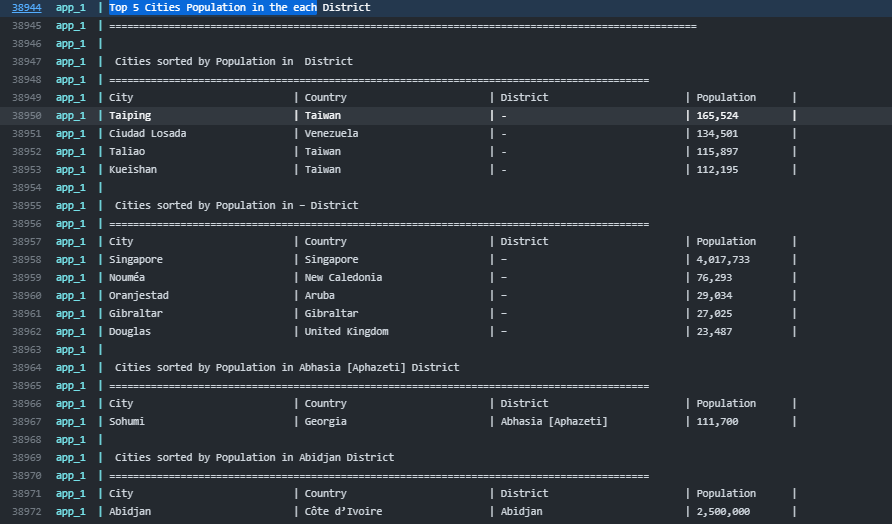 38944 app_1 | Top 5 Cities Population in the each District
38945 app_1 | ==================================================================================================
38946 app_1 |
38947 app_1 | Cities sorted by Population in  District
38948 app_1 | ==========================================================================================
38949 app_1 | City | Country | District | Population |
38950 app_1 | Taiping | Taiwan | - | 165,524 |
38951 app_1 | Ciudad Losada | Venezuela | - | 134,501 |
38952 app_1 | Taliao | Taiwan | - | 115,897 |
38953 app_1 | Kueishan | Taiwan | - | 112,195 |
38954 app_1 |
38955 app_1 | Cities sorted by Population in – District
38956 app_1 | ==========================================================================================
38957 app_1 | City | Country | District | Population |
38958 app_1 | Singapore | Singapore | – | 4,017,733 |
38959 app_1 | Nouméa | New Caledonia | – | 76,293 |
38960 app_1 | Oranjestad | Aruba | – | 29,034 |
38961 app_1 | Gibraltar | Gibraltar | – | 27,025 |
38962 app_1 | Douglas | United Kingdom | – | 23,487 |
38963 app_1 |
38964 app_1 | Cities sorted by Population in Abhasia [Aphazeti] District
38965 app_1 | ==========================================================================================
38966 app_1 | City | Country | District | Population |
38967 app_1 | Sohumi | Georgia | Abhasia [Aphazeti] | 111,700 |
38968 app_1 |
38969 app_1 | Cities sorted by Population in Abidjan District
38970 app_1 | ==========================================================================================
38971 app_1 | City | Country | District | Population |
38972 app_1 | Abidjan | Côte d’Ivoire | Abidjan | 2,500,000 |